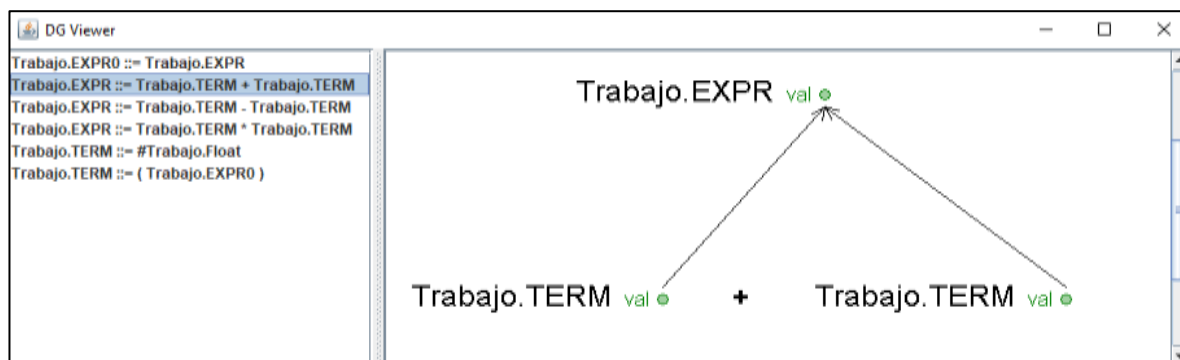 DG Viewer
Trabajo.EXPR0 ::= Trabajo.EXPR
Trabajo.EXPR ::= Trabajo.TERM + Trabajo.TERM
Trabajo.EXPR ::= Trabajo.TERM - Trabajo.TERM
Trabajo.EXPR ::= Trabajo.TERM * Trabajo.TERM
Trabajo.TERM ::= #Trabajo.Float
Trabajo.TERM ::= ( Trabajo.EXPR0 )
Trabajo.EXPR val
Trabajo.TERM val + Trabajo.TERM val